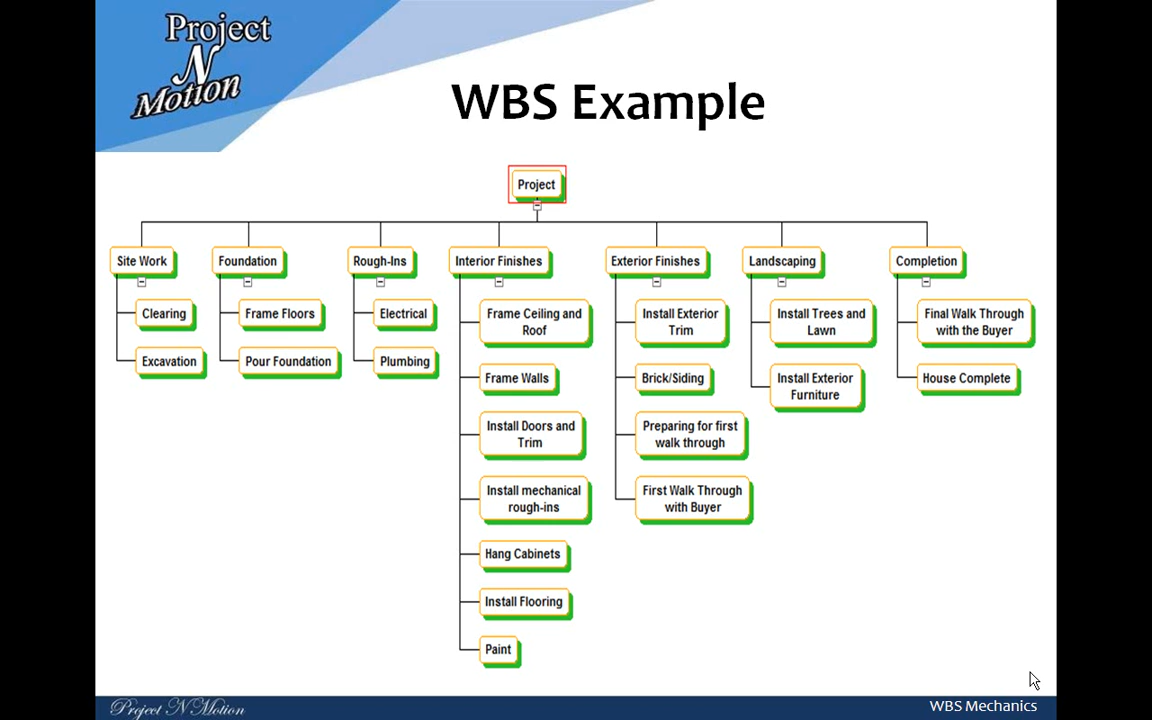 Project
N
Motion
WBS Example
Project
Site Work
Foundation
Rough-Ins
Interior Finishes
Exterior Finishes
Landscaping
Completion
Clearing
Excavation
Frame Floors
Pour Foundation
Electrical
Plumbing
Frame Ceiling and
Roof
Frame Walls
Install Doors and
Trim
Install mechanical
rough-ins
Hang Cabinets
Install Flooring
Paint
Install Exterior
Trim
Brick/Siding
Preparing for first
walk through
First Walk Through
with Buyer
Install Trees and
Lawn
Install Exterior
Furniture
Final Walk Through
with the Buyer
House Complete
Project N Motion
WBS Mechanics